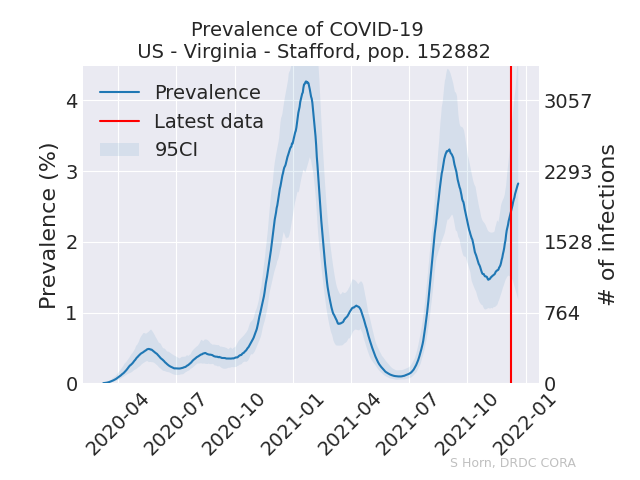 Prevalence of COVID-19
US - Virginia - Stafford, pop. 152882
Prevalence
Latest data
95CI
Prevalence (%)
4
3
2
1
0
3057
2293
1528
764
0
# of infections
2020-04
2020-07
2020-10
2021-01
2021-04
2021-07
2021-10
2022-01
S Horn, DRDC CORA